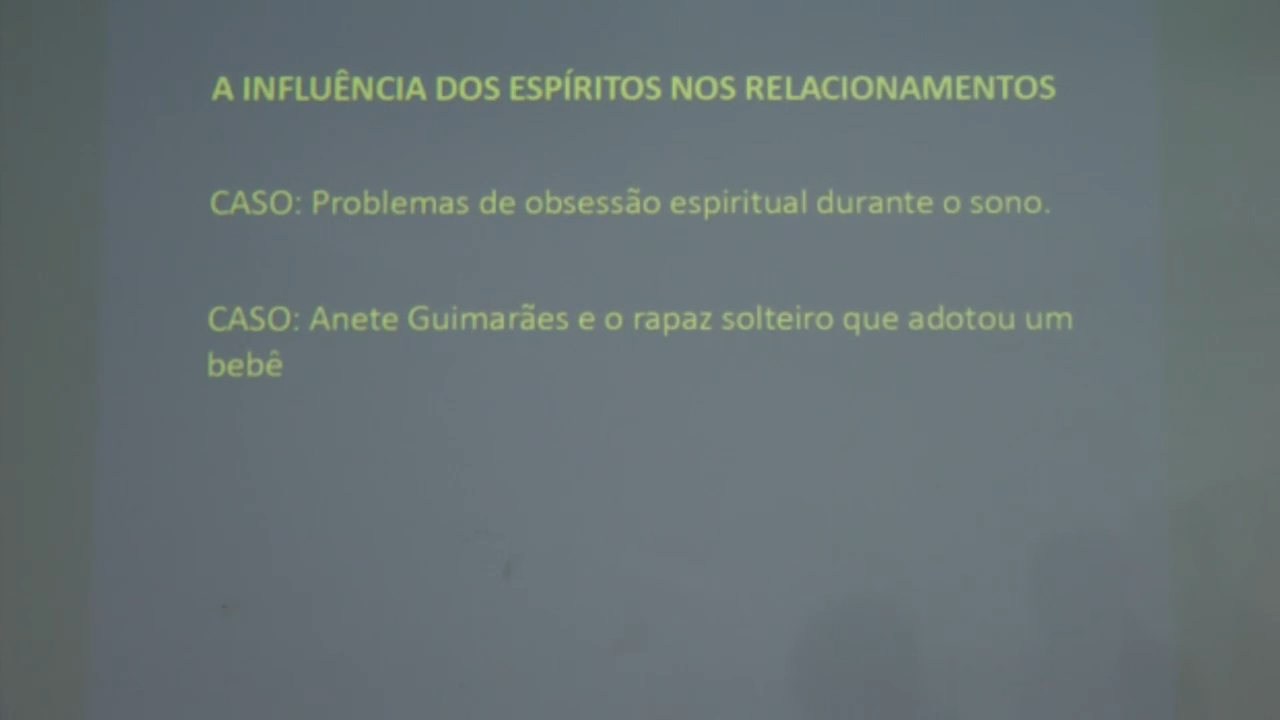 A INFLUÊNCIA DOS ESPÍRITOS NOS RELACIONAMENTOS
CASO: Problemas de obsessão espiritual durante o sono.
CASO: Anete Guimarães e o rapaz solteiro que adotou um
bebê